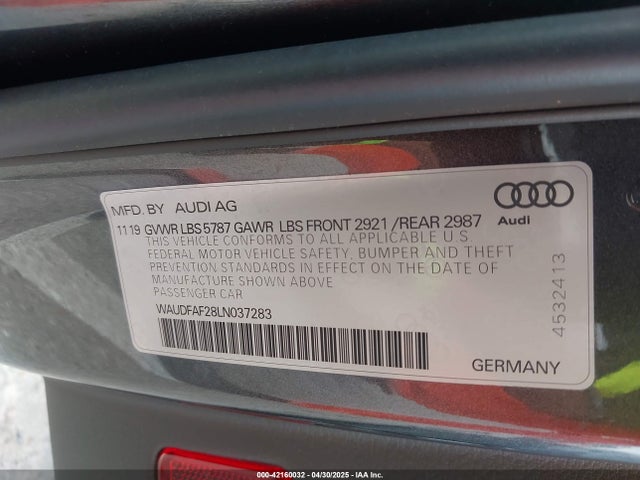 MFD. BY AUDI AG
11 19 GVWR LBS 5787 GAWR LBS FRONT 2921 / REAR 2987
THIS VEHICLE CONFORMS TO ALL APPLICABLE U.S
FEDERAL MOTOR VEHICLE SAFETY, BUMPER AND THEFT
PREVENTION STANDARDS IN EFFECT ON THE DATE OF
MANUFACTURE SHOWN ABOVE
PASSENGER CAR
WAUDFAF28LN037283
Audi
4532413
GERMANY
000-42160032 - 04/30/2025 - IAA Inc.